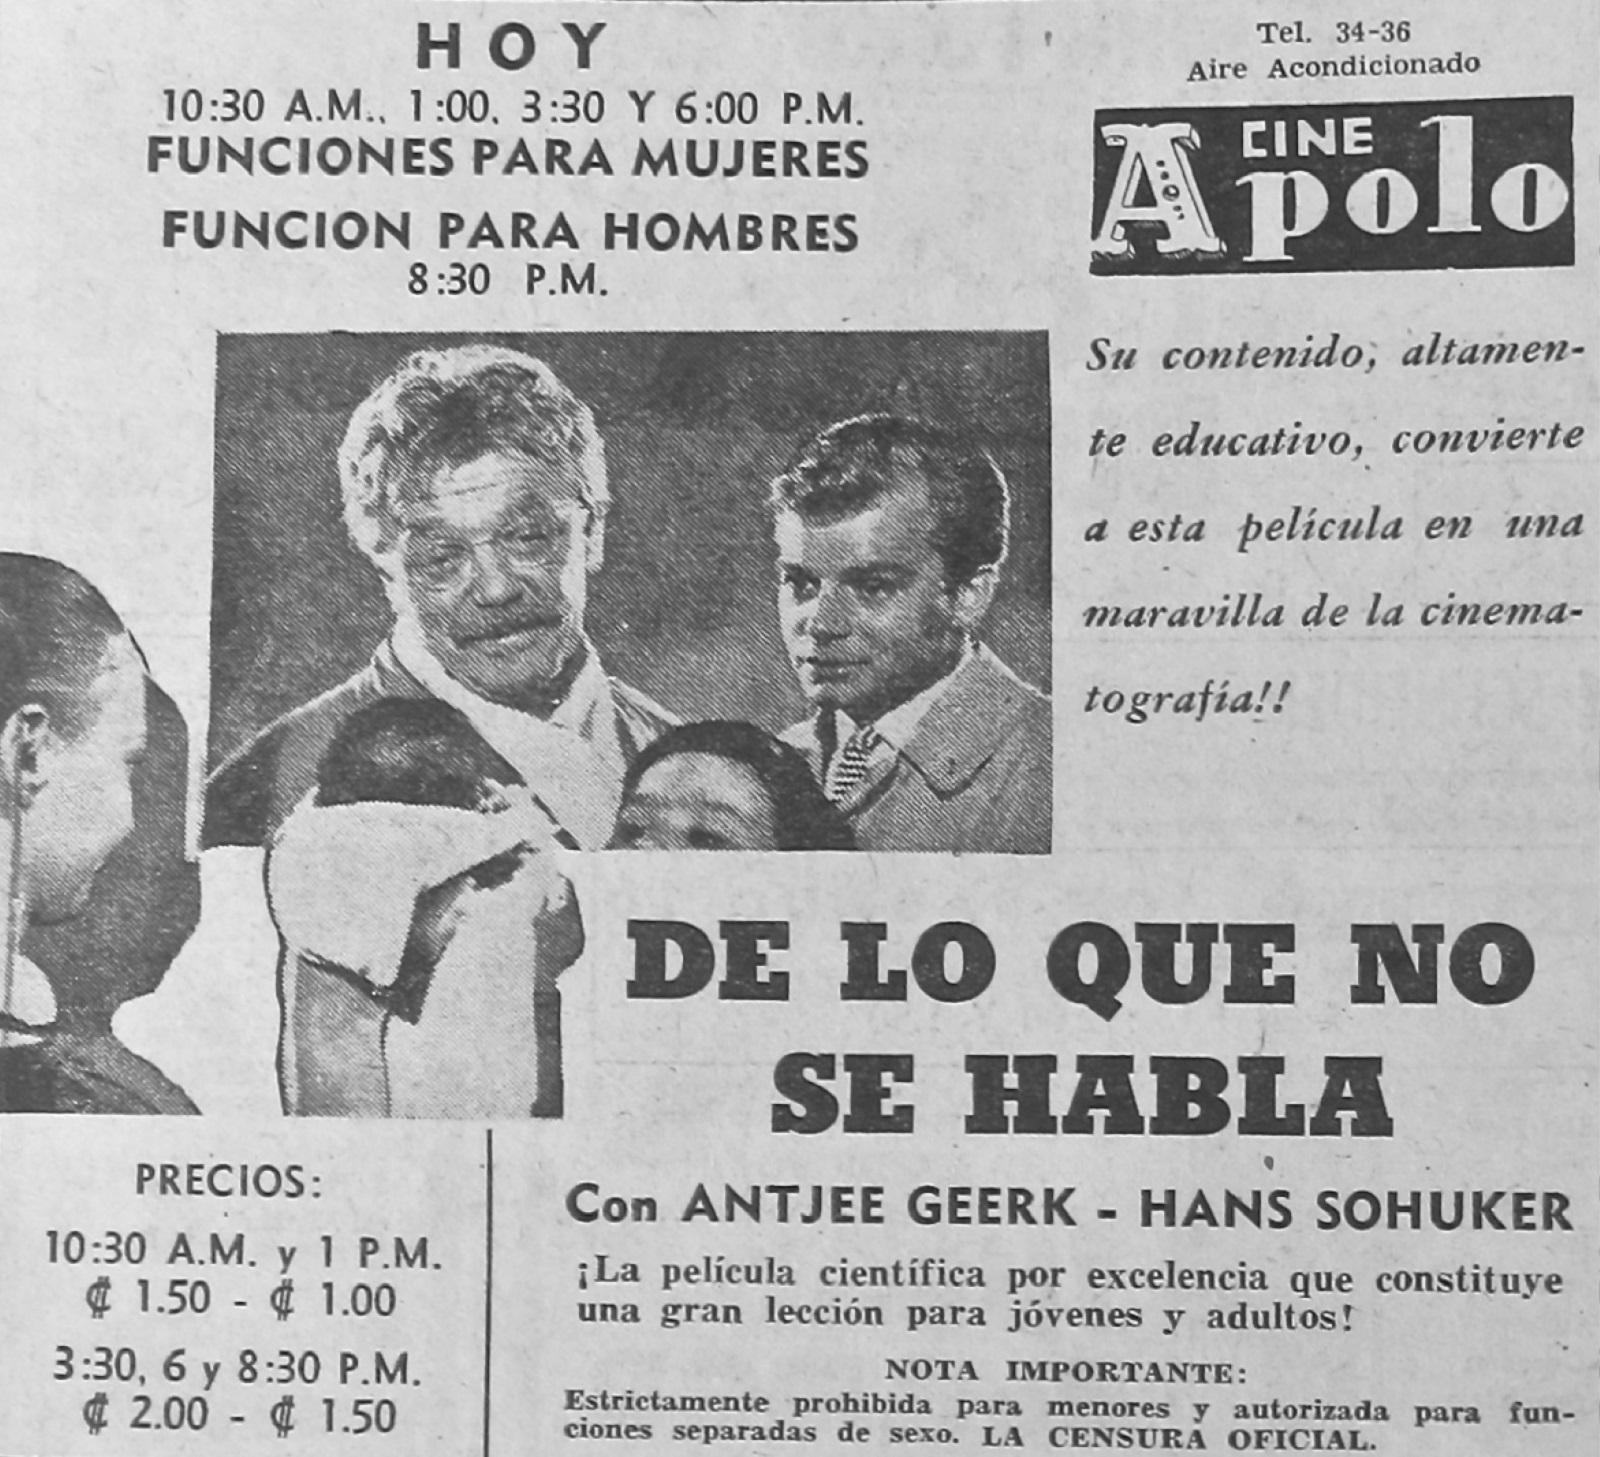 HOY
10:30 A.M., 1:00, 3:30 Y 6:00 P.M.
FUNCIONES PARA MUJERES
FUNCION PARA HOMBRES
8:30 P.M.
Tel. 34-36
Aire Acondicionado
CINE
Apolo
Su contenido, altamen-
te educativo, convierte
a esta película en una
maravilla de la cinema-
tografía!!
DE LO QUE NO
SE HABLA
Con ANTJEE GEERK - HANS SOHUKER
¡La película científica por excelencia que constituye
una gran lección para jóvenes y adultos!
NOTA IMPORTANTE:
Estrictamente prohibida para menores y autorizada para fun-
ciones separadas de sexo. LA CENSURA OFICIAL.
PRECIOS:
10:30 A.M. y 1 P.M.
₡ 1.50 - ₡ 1.00
3:30, 6 y 8:30 P.M.
₡ 2.00 - ₡ 1.50